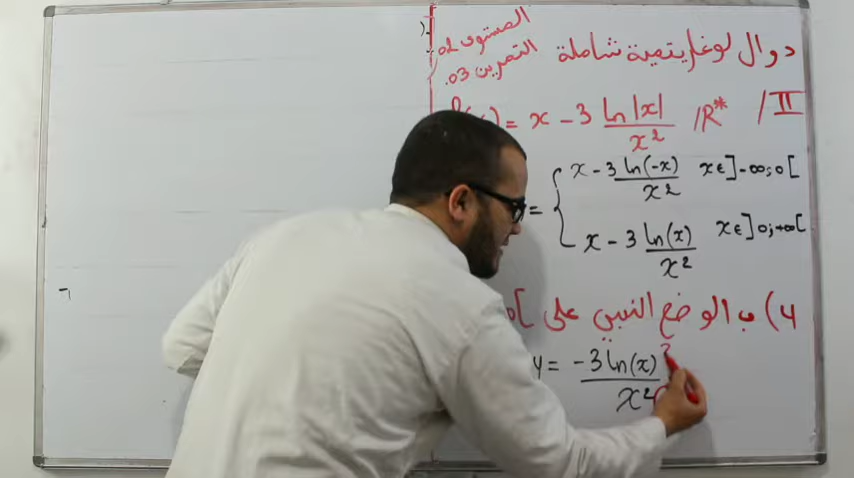 دوال لوغاريتمية شاملة
المستوى 02
التمرين 03.
= x - 3 ln|x| / x² /R* /II
= { x - 3 ln(-x) / x² x ∈ ]-∞; 0[
x - 3 ln(x) / x² x ∈ ]0; +∞[
4) ب الوضع النسبي على
y = -3 ln(x) / x²